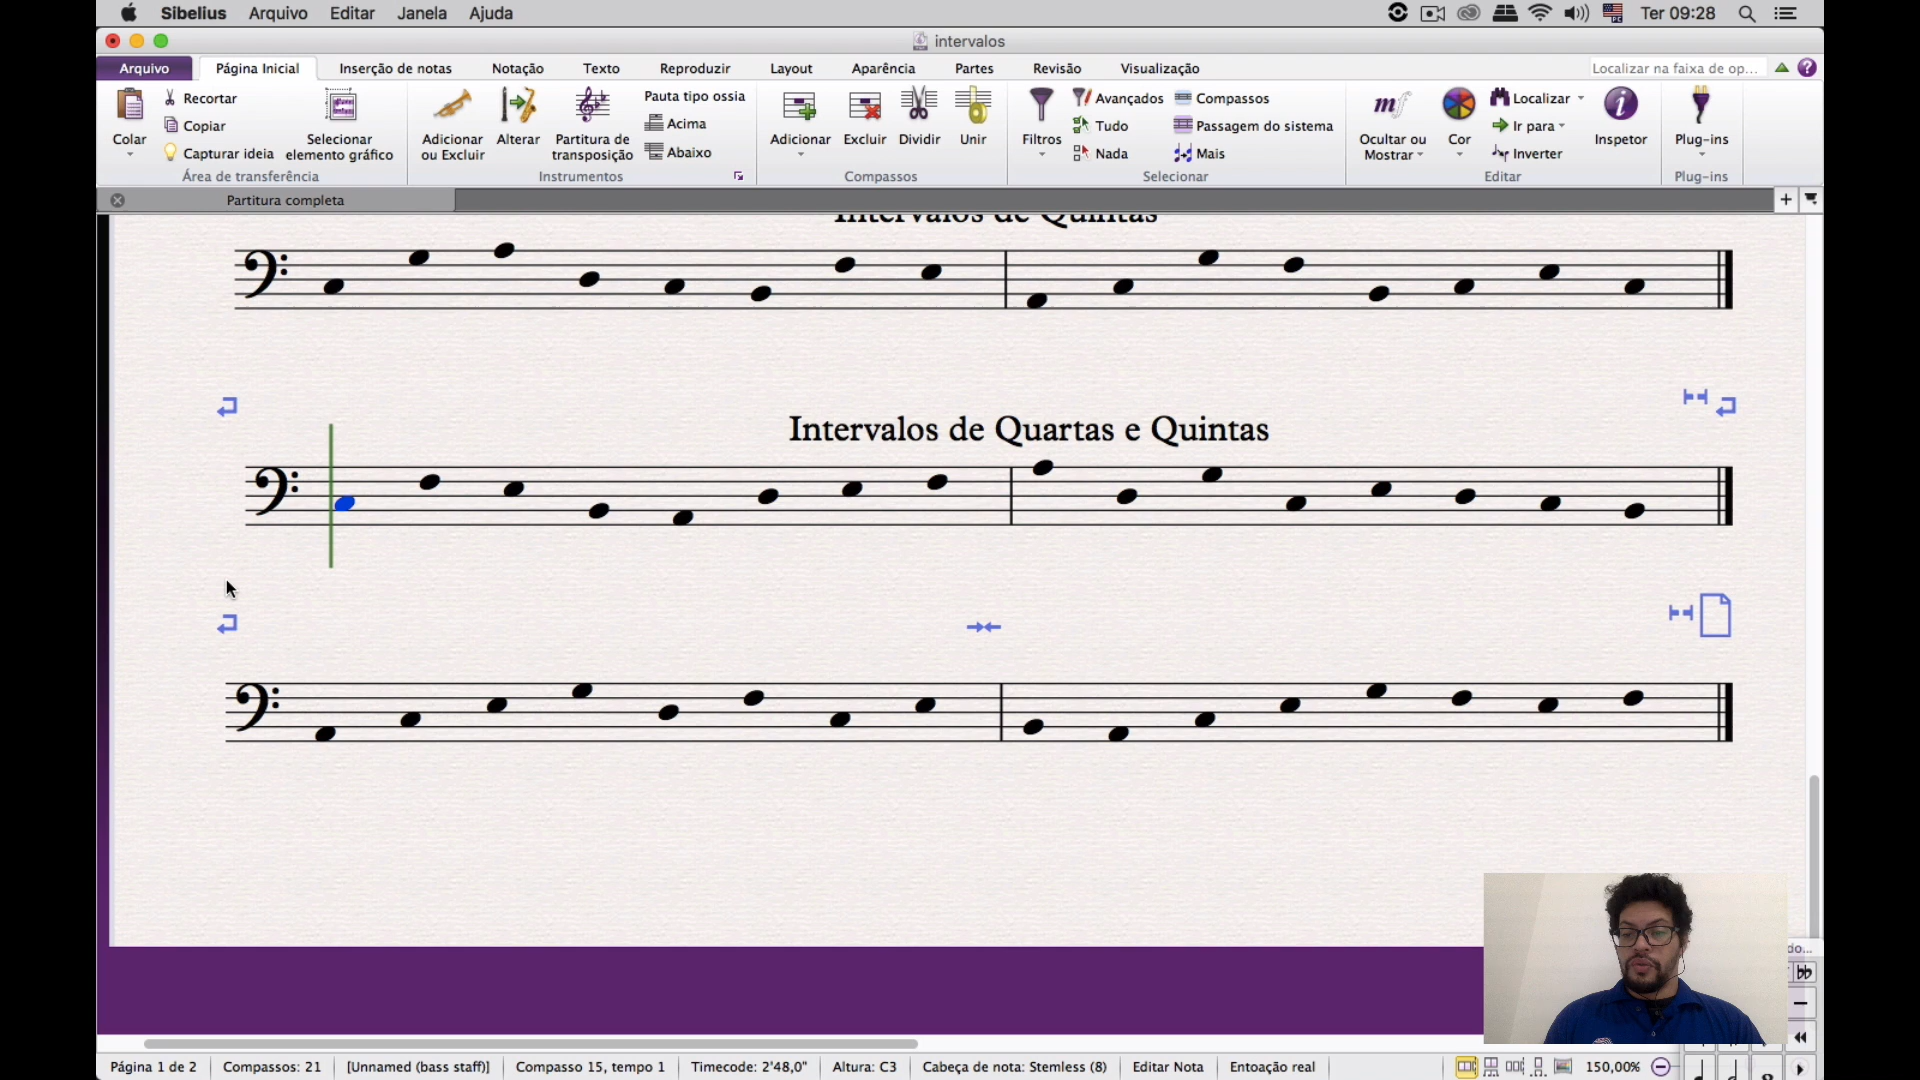 Sibelius Arquivo Editar Janela Ajuda Ter 09:28
intervalos
Arquivo Página Inicial Inserção de notas Notação Texto Reproduzir Layout Aparência Partes Revisão Visualização Localizar na faixa de op...
Colar Recortar Copiar Capturar ideia Selecionar elemento gráfico
Área de transferência
Adicionar ou Excluir Alterar Partitura de transposição Pauta tipo ossia Acima Abaixo
Instrumentos
Adicionar Excluir Dividir Unir
Compassos
Filtros Avançados Tudo Nada Compassos Passagem do sistema Mais
Selecionar
Ocultar ou Mostrar Cor Localizar Ir para Inverter Inspetor
Editar
Plug-ins
Plug-ins
Partitura completa
Intervalos de Quintas
Intervalos de Quartas e Quintas
do...
Página 1 de 2 Compassos: 21 [Unnamed (bass staff)] Compasso 15, tempo 1 Timecode: 2'48,0" Altura: C3 Cabeça de nota: Stemless (8) Editar Nota Entoação real 150,00%